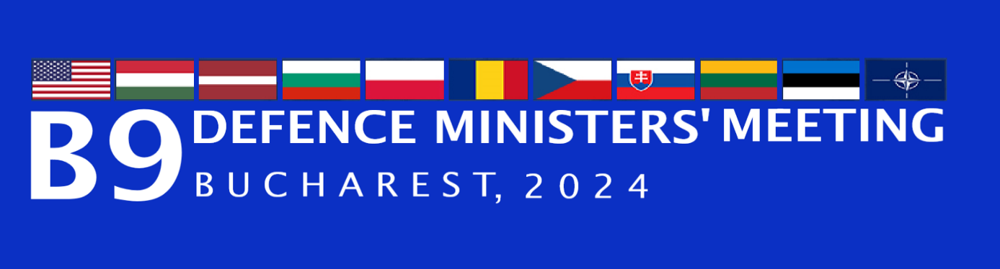 B9 DEFENCE MINISTERS' MEETING
BUCHAREST, 2024